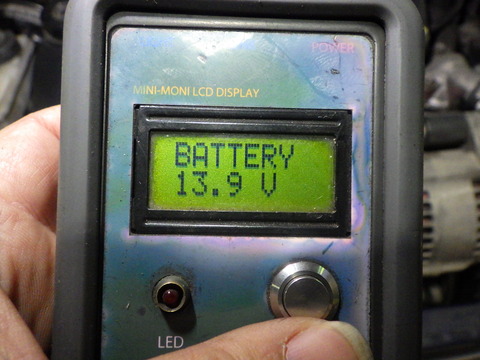 POWER
MINI-MONI LCD DISPLAY
BATTERY
13.9 V
LED